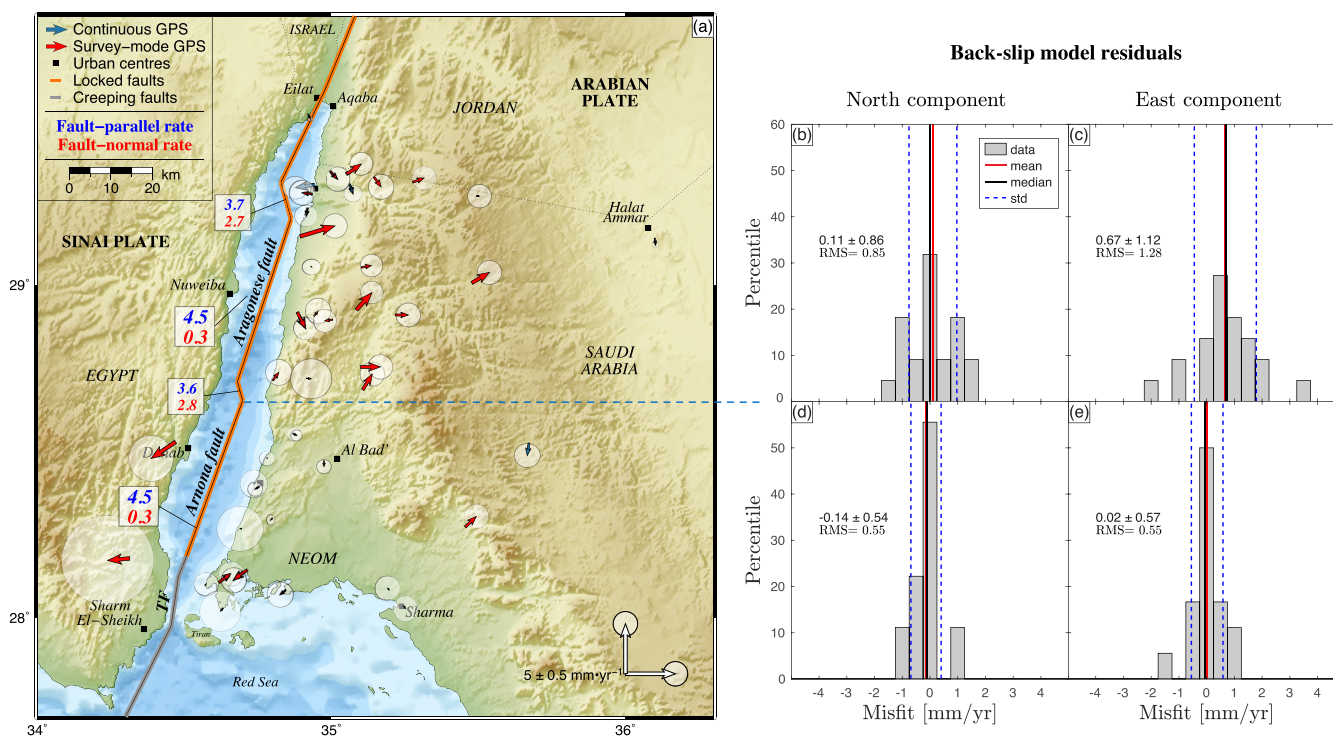 (a)
Continuous GPS
Survey-mode GPS
Urban centres
Locked faults
Creeping faults
Fault-parallel rate
Fault-normal rate
km
0 20
ISRAEL
Eilat
Aqaba
JORDAN
ARABIAN
PLATE
3.7
2.7
Halat
Ammar
SINAI PLATE
Nuweiba
29°
4.5
0.3
Aragonese fault
EGYPT
SAUDI
ARABIA
3.6
2.8
Dahab
Al Bad'
Arnona fault
4.5
0.3
NEOM
28°
TF
Sharm
El-Sheikh
Tiran
Sharma
Red Sea
5 ± 0.5 mm·yr⁻¹
34° 35° 36°
Back-slip model residuals
North component East component
(b)
60
50
40
30
20
10
0
Percentile
0.11 ± 0.86
RMS= 0.85
data
mean
median
std
(c)
0.67 ± 1.12
RMS= 1.28
(d)
50
40
30
20
10
0
Percentile
-0.14 ± 0.54
RMS= 0.55
-4 -3 -2 -1 0 1 2 3 4
Misfit [mm/yr]
(e)
0.02 ± 0.57
RMS= 0.55
-4 -3 -2 -1 0 1 2 3 4
Misfit [mm/yr]